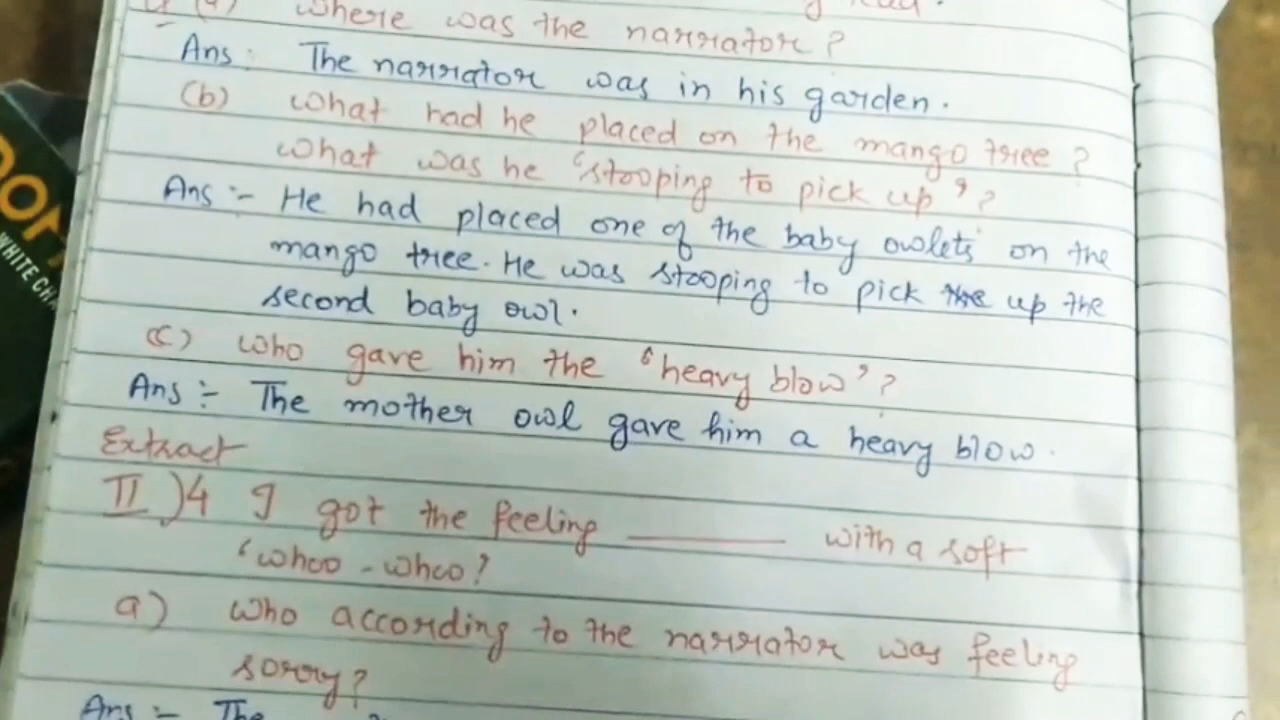 (a) Where was the narrator?
Ans: The narrator was in his garden.
(b) What had he placed on the mango tree?
What was he 'stooping to pick up'?
Ans :- He had placed one of the baby owlets on the
mango tree. He was stooping to pick up the
second baby owl.
(c) Who gave him the 'heavy blow'?
Ans :- The mother owl gave him a heavy blow.
Extract
II) 4 I got the feeling ______ with a soft
'whoo-whoo?
a) Who according to the narrator was feeling
sorry?
Ans :- The
WHITE